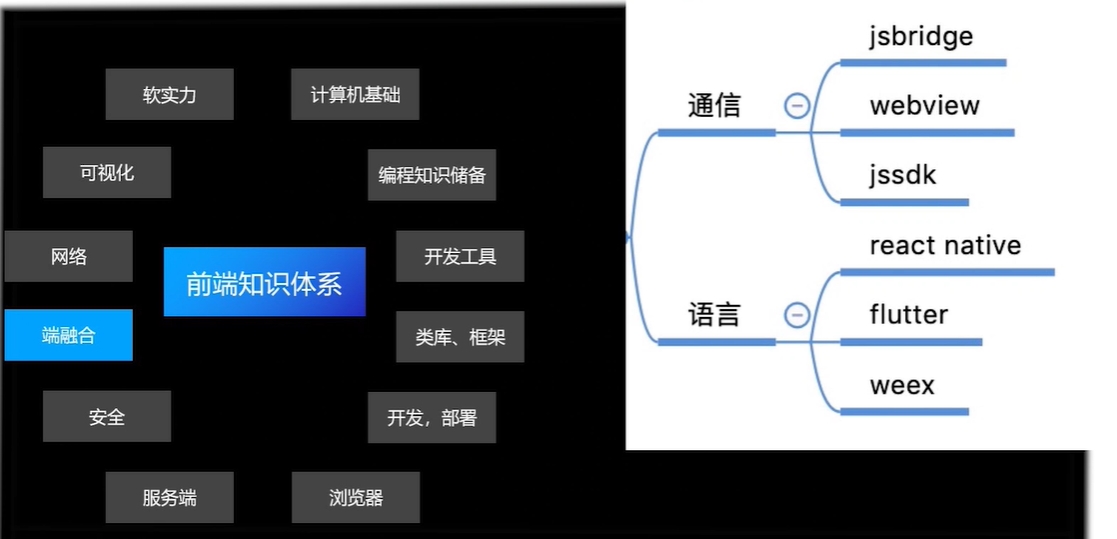 软实力
计算机基础
可视化
编程知识储备
网络
前端知识体系
开发工具
端融合
类库、框架
安全
开发，部署
服务端
浏览器
通信
jsbridge
webview
jssdk
语言
react native
flutter
weex